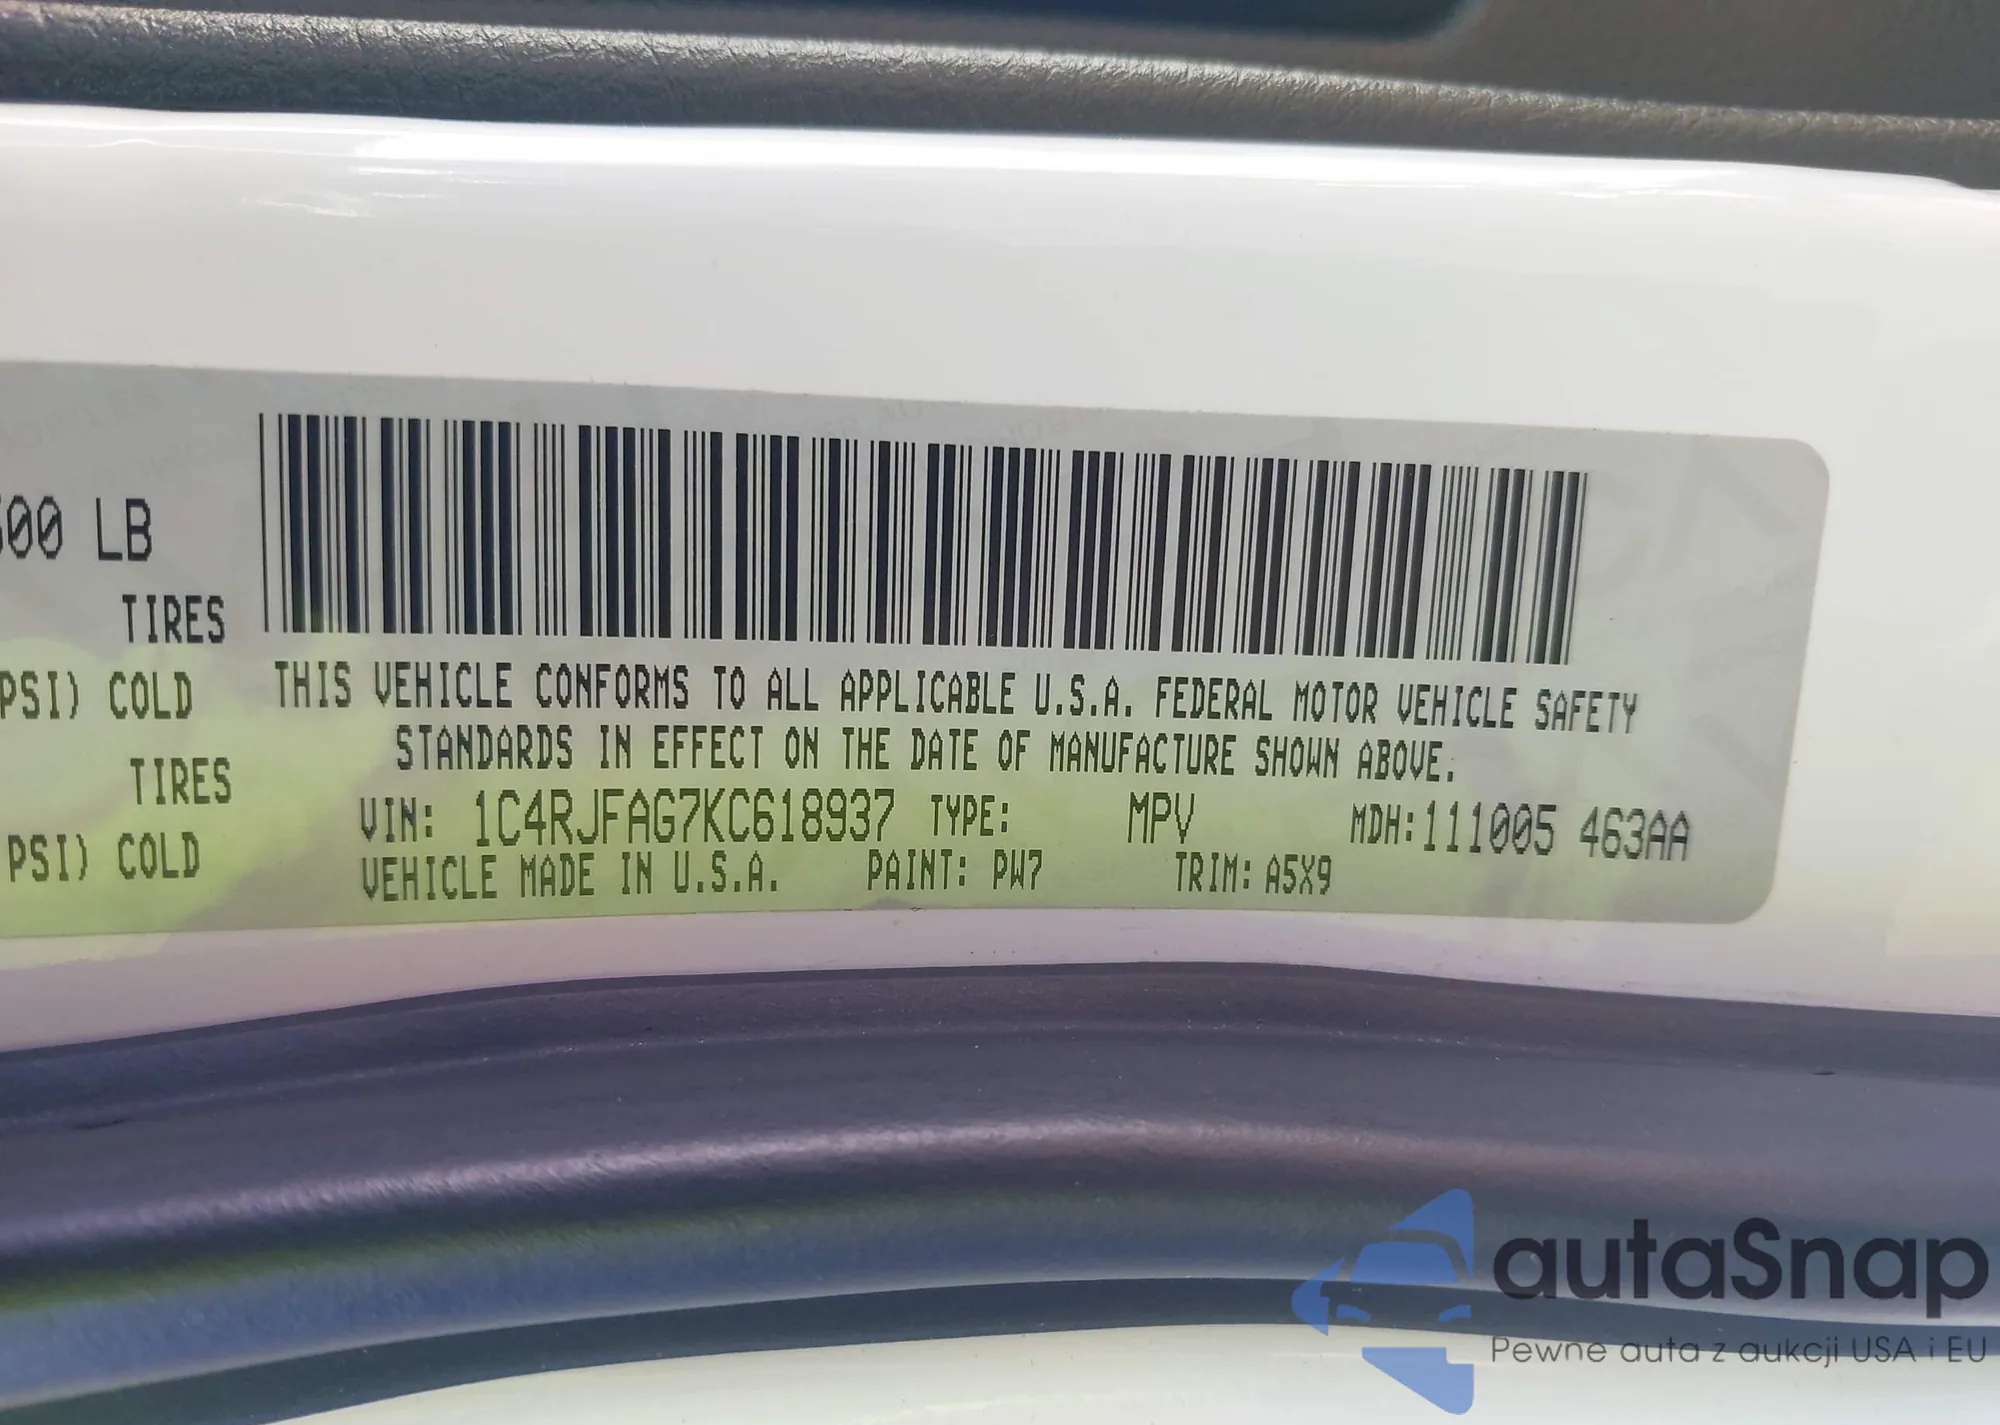 00 LB
TIRES
PSI) COLD
TIRES
PSI) COLD
THIS VEHICLE CONFORMS TO ALL APPLICABLE U.S.A. FEDERAL MOTOR VEHICLE SAFETY
STANDARDS IN EFFECT ON THE DATE OF MANUFACTURE SHOWN ABOVE.
VIN: 1C4RJFAG7KC618937 TYPE: MPV MDH:111005 463AA
VEHICLE MADE IN U.S.A. PAINT: PW7 TRIM: A5X9
autaSnap
Pewne auta z aukcji USA i EU